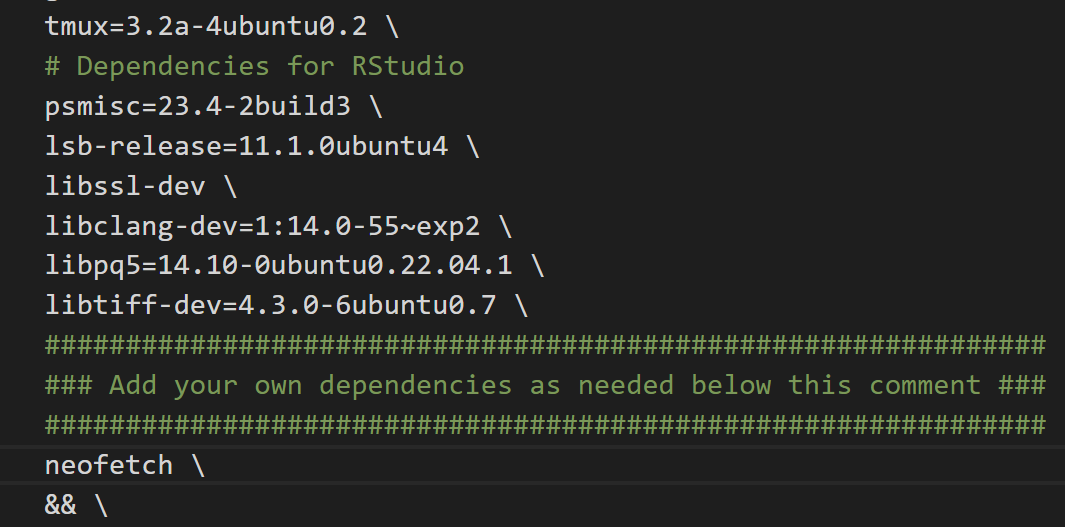 tmux=3.2a-4ubuntu0.2 \
# Dependencies for RStudio
psmisc=23.4-2build3 \
lsb-release=11.1.0ubuntu4 \
libssl-dev \
libclang-dev=1:14.0-55~exp2 \
libpq5=14.10-0ubuntu0.22.04.1 \
libtiff-dev=4.3.0-6ubuntu0.7 \
##############################################################
### Add your own dependencies as needed below this comment ###
##############################################################
neofetch \
&& \